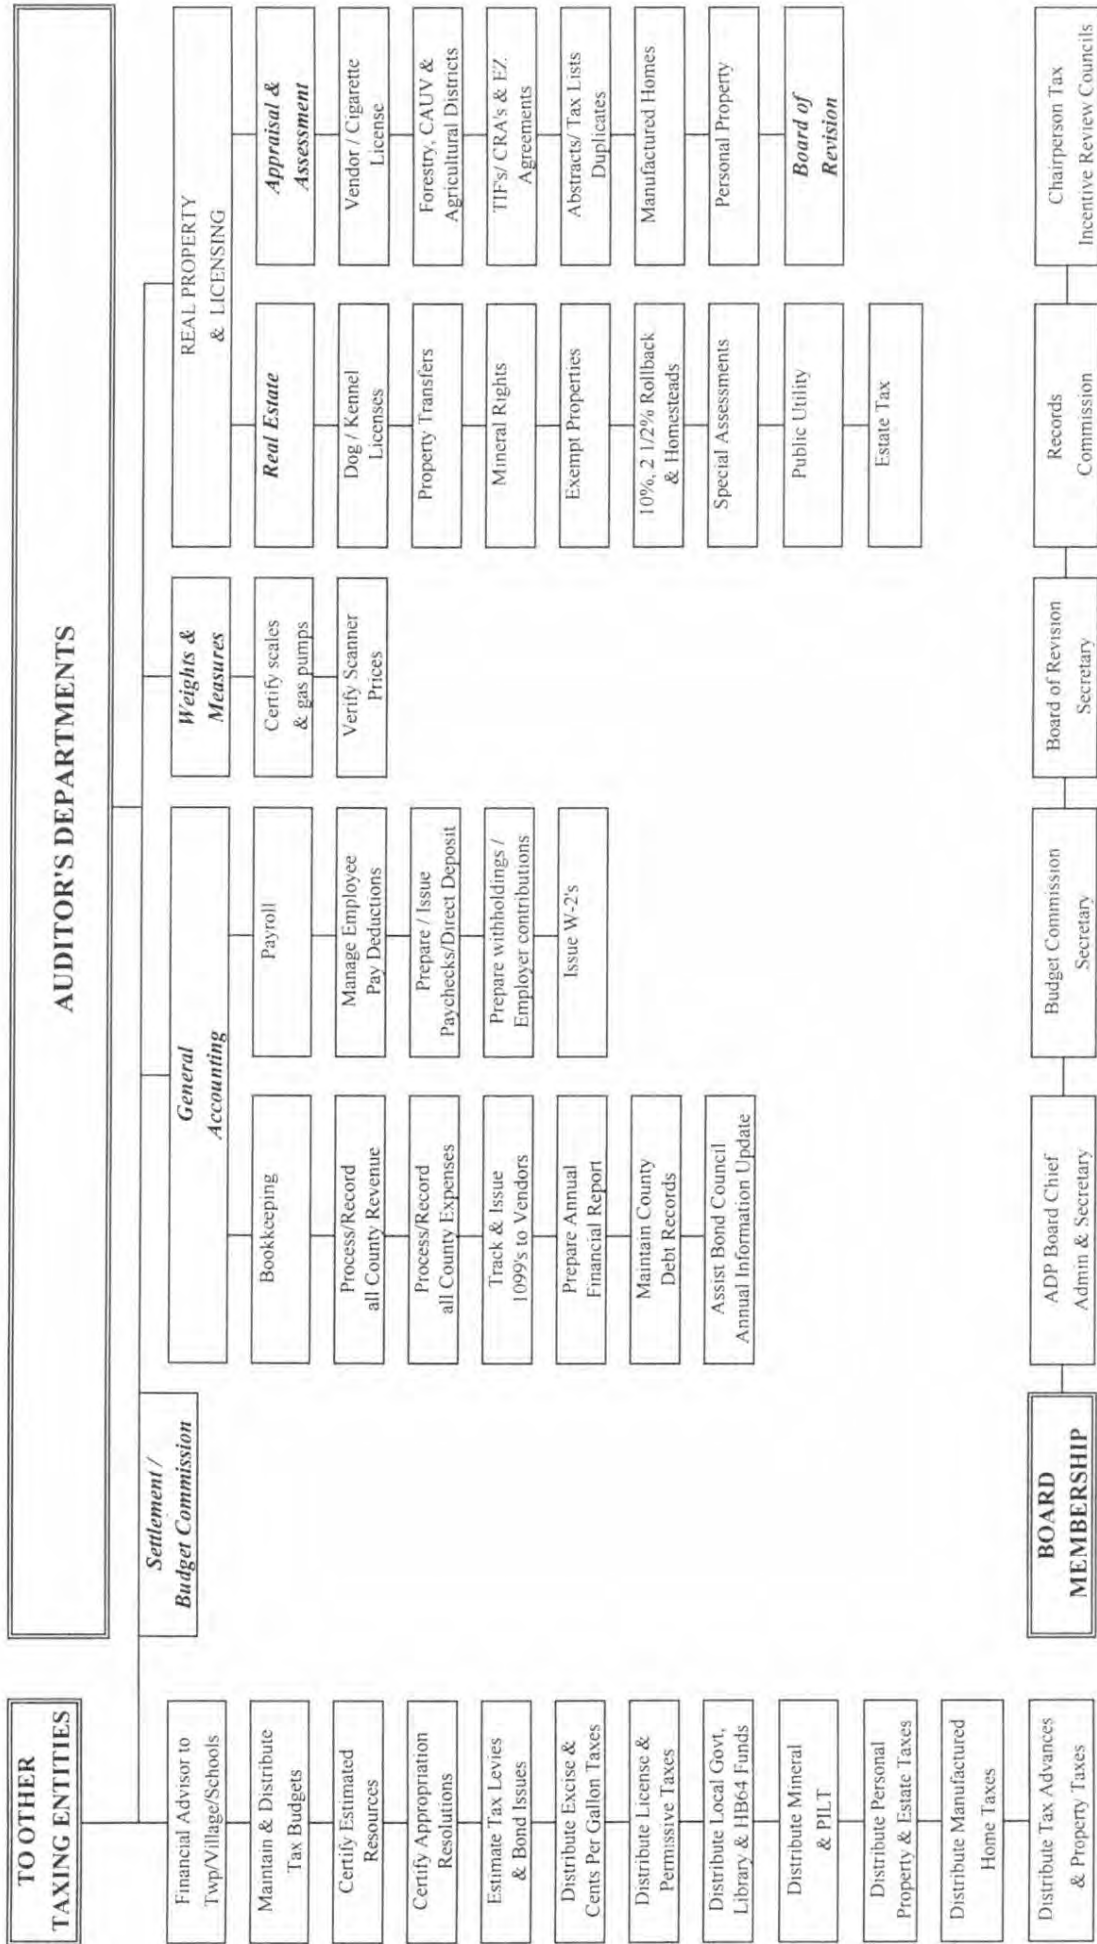 TO OTHER
TAXING ENTITIES
Financial Advisor to
Twp/Village/Schools
Maintain & Distribute
Tax Budgets
Certify Estimated
Resources
Certify Appropriation
Resolutions
Estimate Tax Levies
& Bond Issues
Distribute Excise &
Cents Per Gallon Taxes
Distribute License &
Permissive Taxes
Distribute Local Govt,
Library & HB64 Funds
Distribute Mineral
& PILT
Distribute Personal
Property & Estate Taxes
Distribute Manufactured
Home Taxes
Distribute Tax Advances
& Property Taxes
AUDITOR'S DEPARTMENTS
Settlement /
Budget Commission
General
Accounting
Bookkeeping
Process/Record
all County Revenue
Process/Record
all County Expenses
Track & Issue
1099's to Vendors
Prepare Annual
Financial Report
Maintain County
Debt Records
Assist Bond Council
Annual Information Update
Payroll
Manage Employee
Pay Deductions
Prepare / Issue
Paychecks/Direct Deposit
Prepare withholdings /
Employer contributions
Issue W-2's
Weights &
Measures
Certify scales
& gas pumps
Verify Scanner
Prices
REAL PROPERTY
& LICENSING
Real Estate
Dog / Kennel
Licenses
Property Transfers
Mineral Rights
Exempt Properties
10%, 2 1/2% Rollback
& Homesteads
Special Assessments
Public Utility
Estate Tax
Appraisal &
Assessment
Vendor / Cigarette
License
Forestry, CAUV &
Agricultural Districts
TIF's/ CRA's & EZ
Agreements
Abstracts/ Tax Lists
Duplicates
Manufactured Homes
Personal Property
Board of
Revision
BOARD
MEMBERSHIP
ADP Board Chief
Admin & Secretary
Budget Commission
Secretary
Board of Revision
Secretary
Records
Commission
Chairperson Tax
Incentive Review Councils